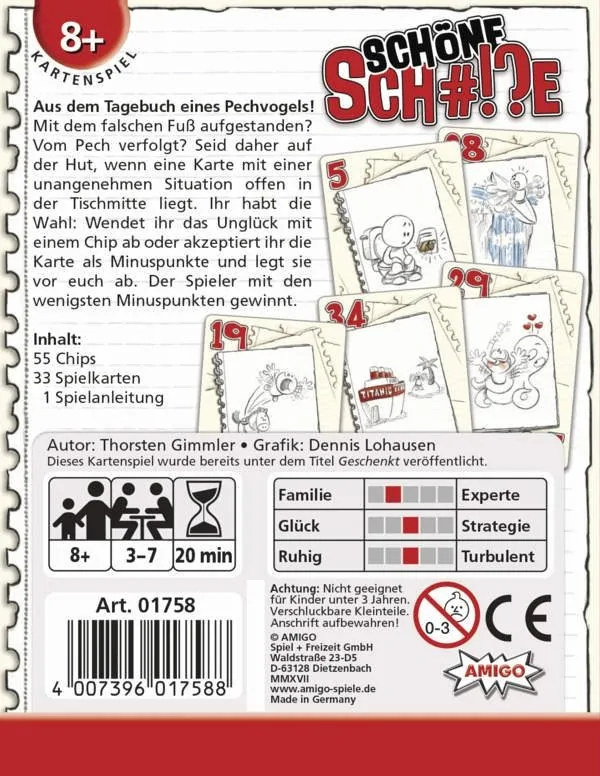 8+
KARTENSPIEL
SCHÖNE
SCH#!?E
Aus dem Tagebuch eines Pechvogels!
Mit dem falschen Fuß aufgestanden?
Vom Pech verfolgt? Seid daher auf
der Hut, wenn eine Karte mit einer
unangenehmen Situation offen in
der Tischmitte liegt. Ihr habt die
Wahl: Wendet ihr das Unglück mit
einem Chip ab oder akzeptiert ihr die
Karte als Minuspunkte und legt sie
vor euch ab. Der Spieler mit den
wenigsten Minuspunkten gewinnt.
5
28
29
34
19
TITANIC
Inhalt:
55 Chips
33 Spielkarten
1 Spielanleitung
Autor: Thorsten Gimmler • Grafik: Dennis Lohausen
Dieses Kartenspiel wurde bereits unter dem Titel Geschenkt veröffentlicht.
8+ 3–7 20 min
Familie Experte
Glück Strategie
Ruhig Turbulent
Art. 01758
4 007396 017588
Achtung: Nicht geeignet
für Kinder unter 3 Jahren.
Verschluckbare Kleinteile.
Anschrift aufbewahren!
© AMIGO
Spiel + Freizeit GmbH
Waldstraße 23-D5
D-63128 Dietzenbach
MMXVII
www.amigo-spiele.de
Made in Germany
0-3
CE
AMIGO